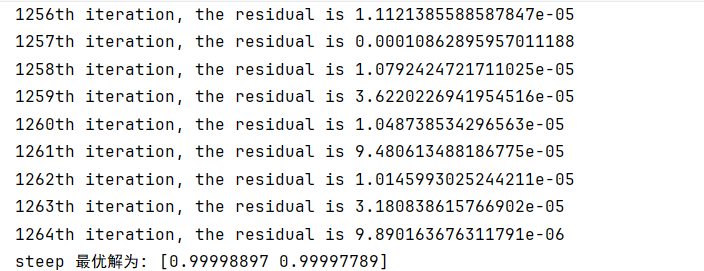 1256th iteration, the residual is 1.1121385588587847e-05
1257th iteration, the residual is 0.00010862895957011188
1258th iteration, the residual is 1.0792424721711025e-05
1259th iteration, the residual is 3.6220226941954516e-05
1260th iteration, the residual is 1.048738534296563e-05
1261th iteration, the residual is 9.480613488186775e-05
1262th iteration, the residual is 1.0145993025244211e-05
1263th iteration, the residual is 3.180838615766902e-05
1264th iteration, the residual is 9.890163676311791e-06
steep 最优解为: [0.99998897 0.99997789]